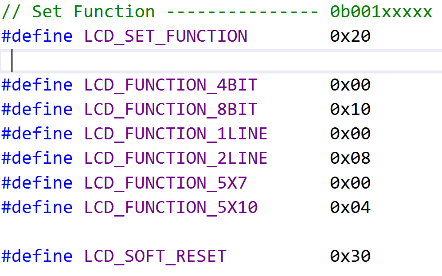 // Set Function --------------- 0b001xxxxx
#define LCD_SET_FUNCTION 0x20
#define LCD_FUNCTION_4BIT 0x00
#define LCD_FUNCTION_8BIT 0x10
#define LCD_FUNCTION_1LINE 0x00
#define LCD_FUNCTION_2LINE 0x08
#define LCD_FUNCTION_5X7 0x00
#define LCD_FUNCTION_5X10 0x04
#define LCD_SOFT_RESET 0x30